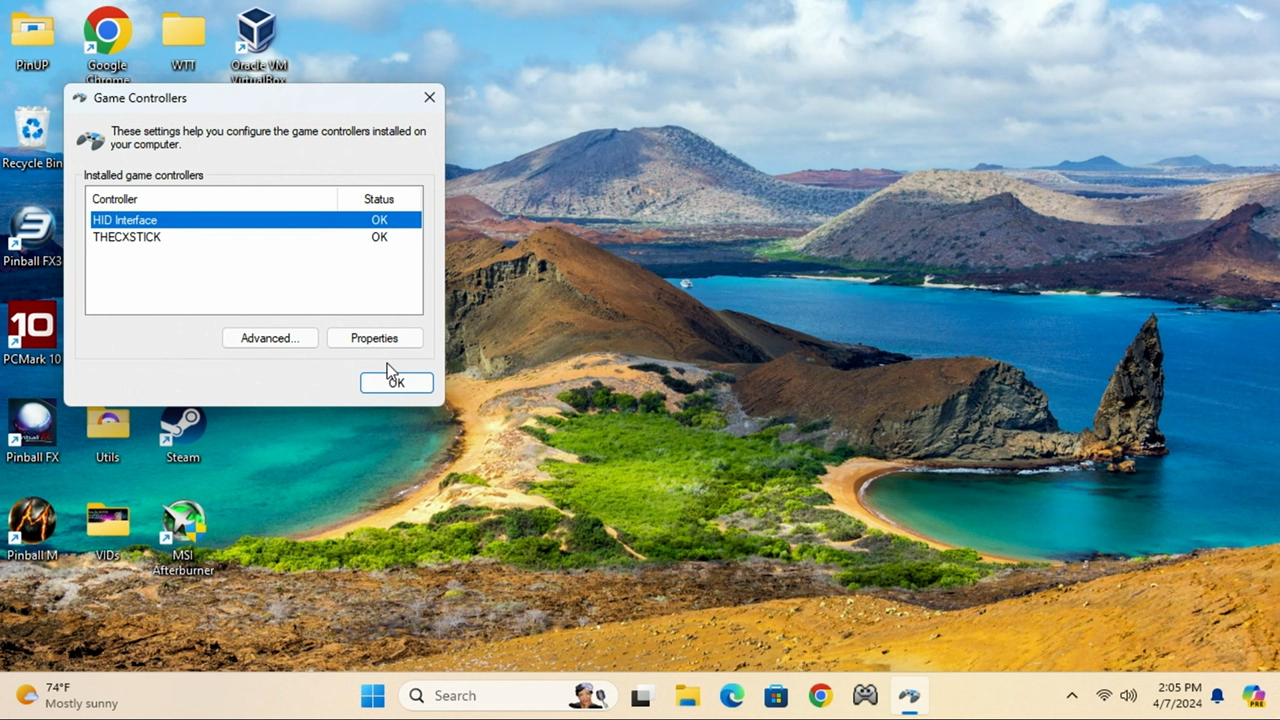 PinUP
Google
Chrome
WTT
Oracle VM
VirtualBox
Game Controllers
These settings help you configure the game controllers installed on
your computer.
Installed game controllers
Controller Status
HID Interface OK
THECXSTICK OK
Advanced... Properties
OK
Recycle Bin
Pinball FX3
10
PCMark 10
Pinball FX
Utils
Steam
Pinball M
VIDs
MSI
Afterburner
74°F
Mostly sunny
Search
2:05 PM
4/7/2024
PRE